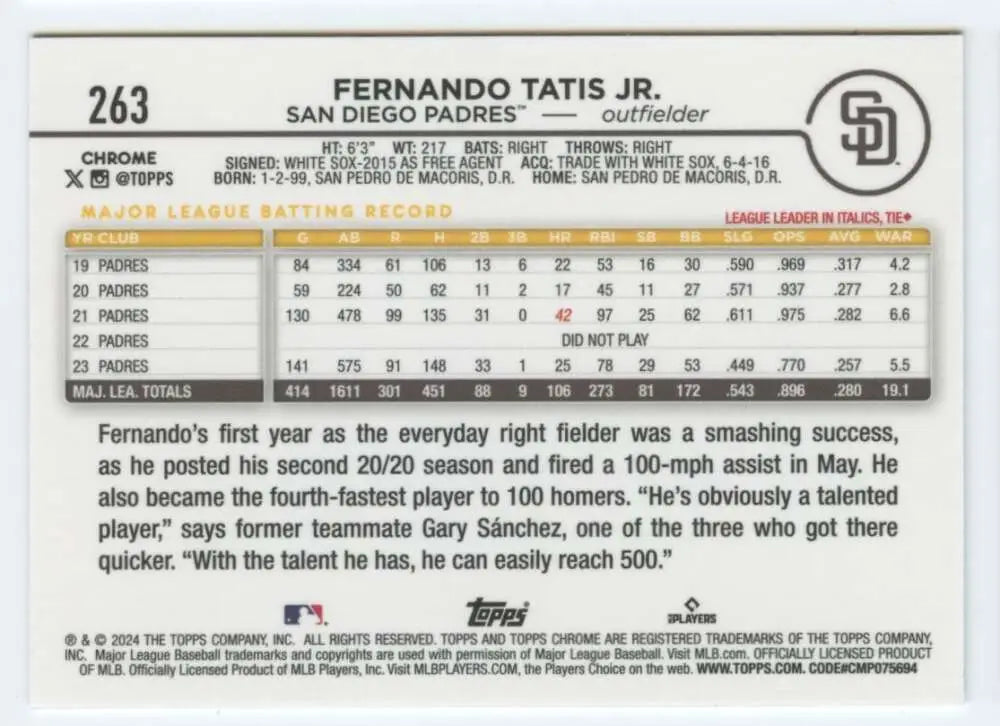 263
FERNANDO TATIS JR.
SAN DIEGO PADRES™ — outfielder
SD
CHROME
@TOPPS
HT: 6'3" WT: 217 BATS: RIGHT THROWS: RIGHT
SIGNED: WHITE SOX-2015 AS FREE AGENT ACQ: TRADE WITH WHITE SOX, 6-4-16
BORN: 1-2-99, SAN PEDRO DE MACORIS, D.R. HOME: SAN PEDRO DE MACORIS, D.R.
MAJOR LEAGUE BATTING RECORD
LEAGUE LEADER IN ITALICS, TIE◆
YR CLUB G AB R H 2B 3B HR RBI SB BB SLG OPS AVG WAR
19 PADRES 84 334 61 106 13 6 22 53 16 30 .590 .969 .317 4.2
20 PADRES 59 224 50 62 11 2 17 45 11 27 .571 .937 .277 2.8
21 PADRES 130 478 99 135 31 0 42 97 25 62 .611 .975 .282 6.6
22 PADRES DID NOT PLAY
23 PADRES 141 575 91 148 33 1 25 78 29 53 .449 .770 .257 5.5
MAJ. LEA. TOTALS 414 1611 301 451 88 9 106 273 81 172 .543 .896 .280 19.1
Fernando's first year as the everyday right fielder was a smashing success,
as he posted his second 20/20 season and fired a 100-mph assist in May. He
also became the fourth-fastest player to 100 homers. “He's obviously a talented
player,” says former teammate Gary Sánchez, one of the three who got there
quicker. “With the talent he has, he can easily reach 500.”
topps
PLAYERS
® & © 2024 THE TOPPS COMPANY, INC. ALL RIGHTS RESERVED. TOPPS AND TOPPS CHROME ARE REGISTERED TRADEMARKS OF THE TOPPS COMPANY,
INC. Major League Baseball trademarks and copyrights are used with permission of Major League Baseball. Visit MLB.com. OFFICIALLY LICENSED PRODUCT
OF MLB. Officially Licensed Product of MLB Players, Inc. Visit MLBPLAYERS.COM, the Players Choice on the web. WWW.TOPPS.COM. CODE#CMP075694